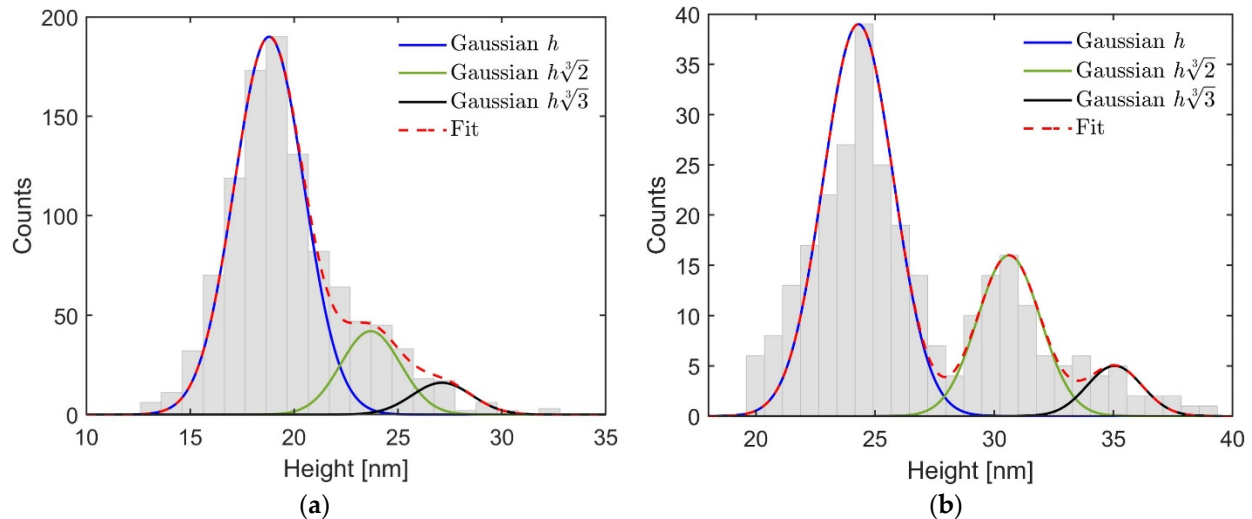 200
150
100
50
0
Counts
10 15 20 25 30 35
Height [nm]
Gaussian h
Gaussian h∛2
Gaussian h∛3
Fit
(a)
40
35
30
25
20
15
10
5
0
Counts
20 25 30 35 40
Height [nm]
Gaussian h
Gaussian h∛2
Gaussian h∛3
Fit
(b)